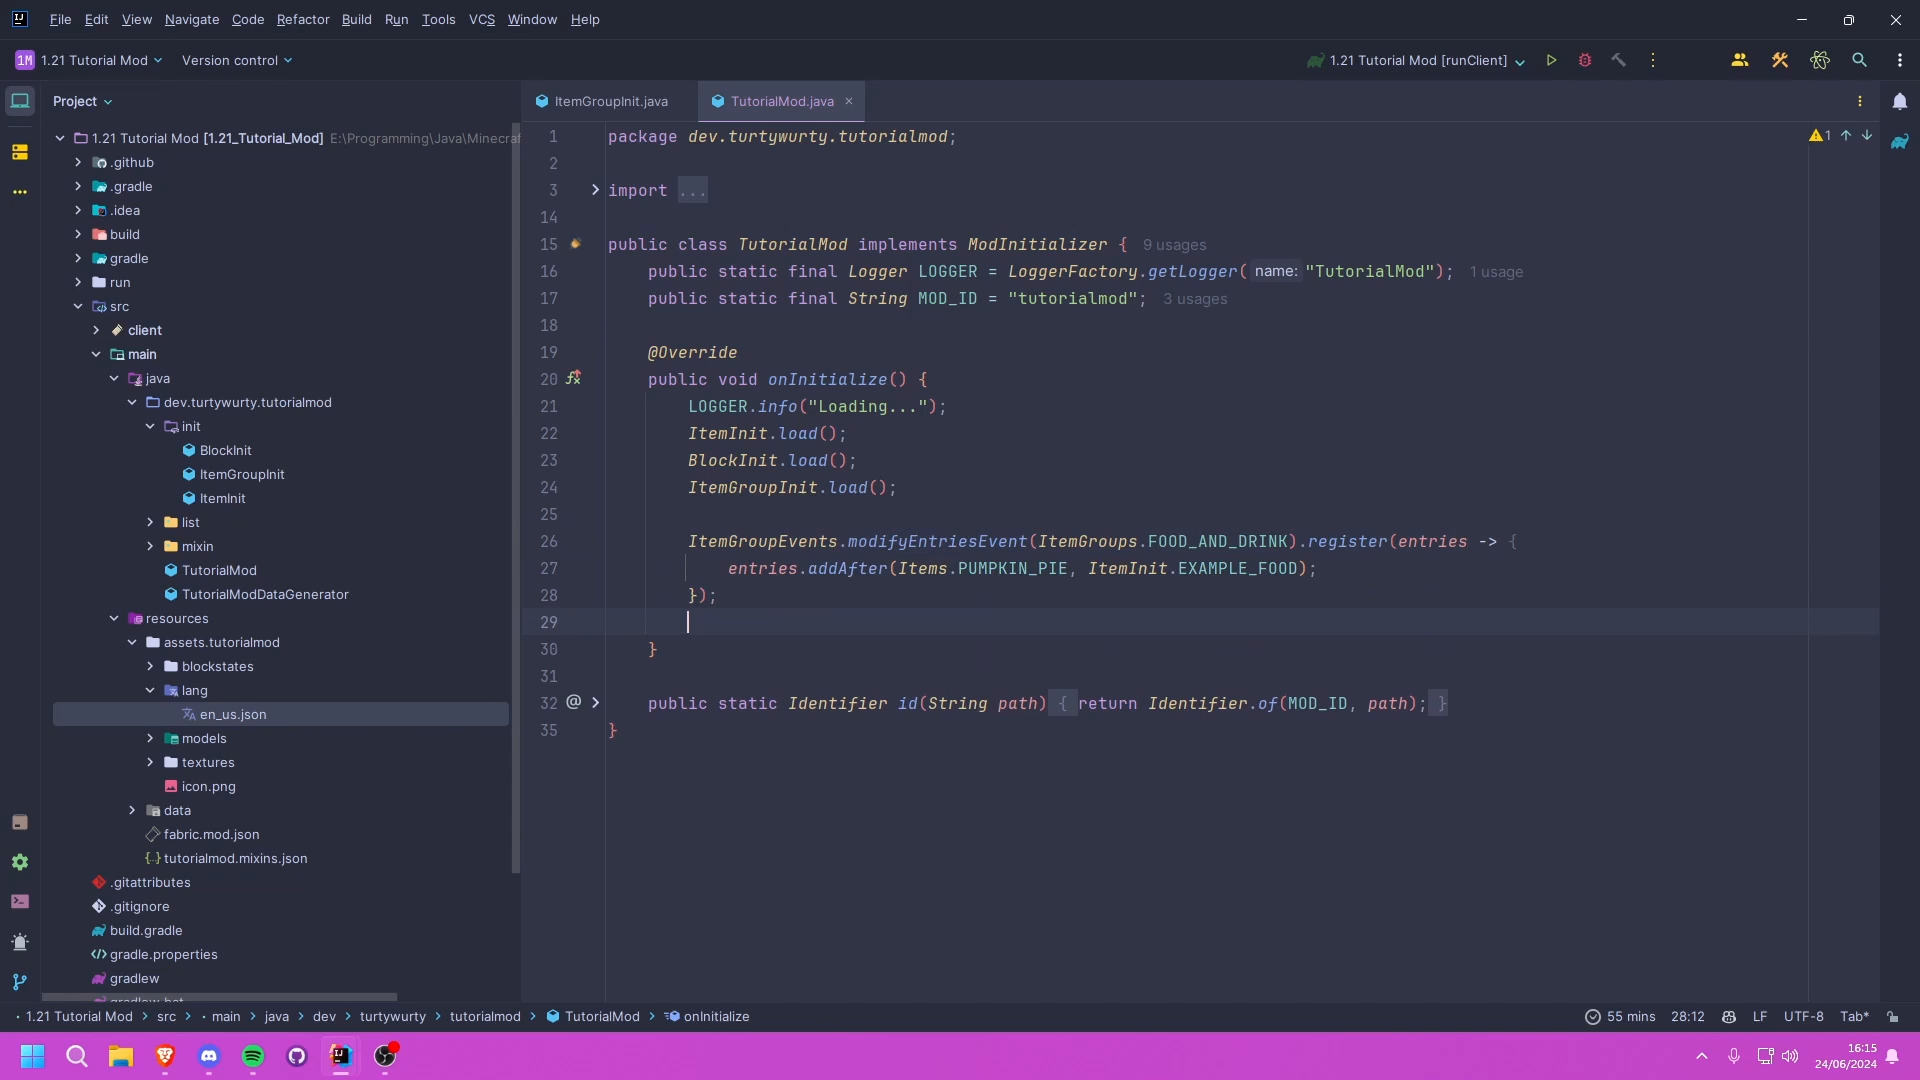 File Edit View Navigate Code Refactor Build Run Tools VCS Window Help
1M 1.21 Tutorial Mod Version control 1.21 Tutorial Mod [runClient]
Project
ItemGroupInit.java TutorialMod.java
1.21 Tutorial Mod [1.21_Tutorial_Mod] E:\Programming\Java\Minecraf
.github
.gradle
.idea
build
gradle
run
src
client
main
java
dev.turtywurty.tutorialmod
init
BlockInit
ItemGroupInit
ItemInit
list
mixin
TutorialMod
TutorialModDataGenerator
resources
assets.tutorialmod
blockstates
lang
en_us.json
models
textures
icon.png
data
fabric.mod.json
tutorialmod.mixins.json
.gitattributes
.gitignore
build.gradle
gradle.properties
gradlew
gradlew.bat
1 package dev.turtywurty.tutorialmod;
2
3 import ...
14
15 public class TutorialMod implements ModInitializer { 9 usages
16 public static final Logger LOGGER = LoggerFactory.getLogger( name: "TutorialMod"); 1 usage
17 public static final String MOD_ID = "tutorialmod"; 3 usages
18
19 @Override
20 public void onInitialize() {
21 LOGGER.info("Loading...");
22 ItemInit.load();
23 BlockInit.load();
24 ItemGroupInit.load();
25
26 ItemGroupEvents.modifyEntriesEvent(ItemGroups.FOOD_AND_DRINK).register(entries -> {
27 entries.addAfter(Items.PUMPKIN_PIE, ItemInit.EXAMPLE_FOOD);
28 });
29
30 }
31
32 @ public static Identifier id(String path) { return Identifier.of(MOD_ID, path); }
35 }
1
1.21 Tutorial Mod > src > main > java > dev > turtywurty > tutorialmod > TutorialMod > onInitialize
55 mins 28:12 LF UTF-8 Tab*
16:15
24/06/2024